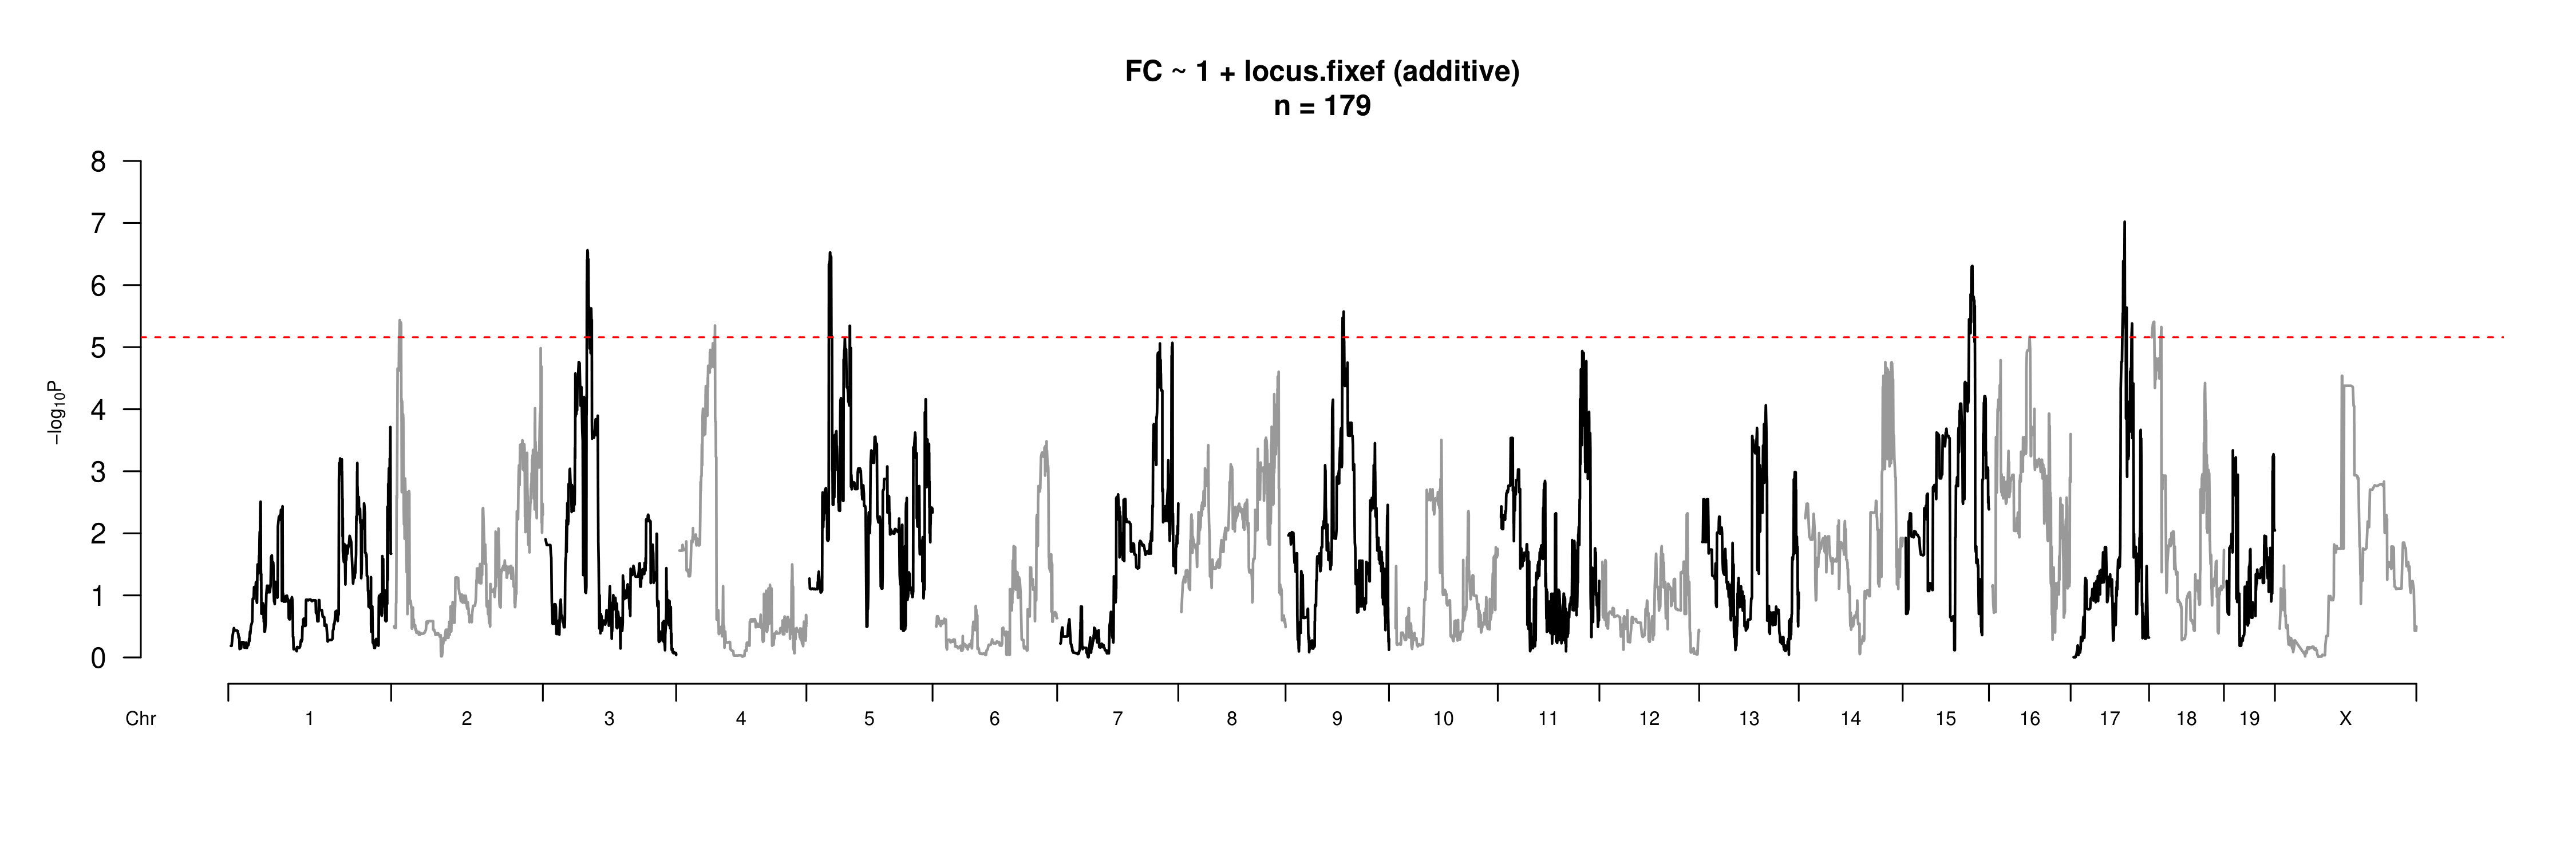 FC ~ 1 + locus.fixef (additive)
n = 179
8
7
6
5
4
3
2
1
0
−log10P
Chr 1 2 3 4 5 6 7 8 9 10 11 12 13 14 15 16 17 18 19 X